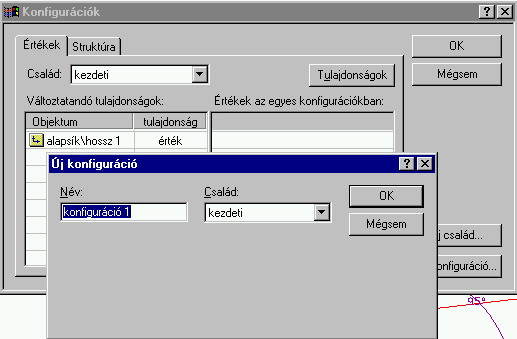 Konfigurációk
Értékek
Struktúra
OK
Család:
kezdeti
Tulajdonságok
Mégsem
Változtatandó tulajdonságok:
Értékek az egyes konfigurációkban:
Objektum
tulajdonság
alapsík\hossz 1
érték
Új konfiguráció
Név:
Család:
konfiguráció 1
kezdeti
OK
Mégsem
j család...
onfiguráció...
95°